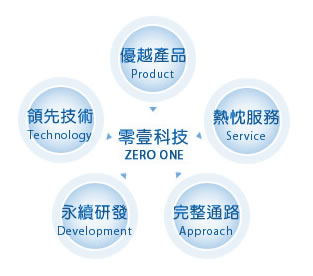 優越產品
Product
領先技術
Technology
熱忱服務
Service
零壹科技
ZERO ONE
永續研發
Development
完整通路
Approach